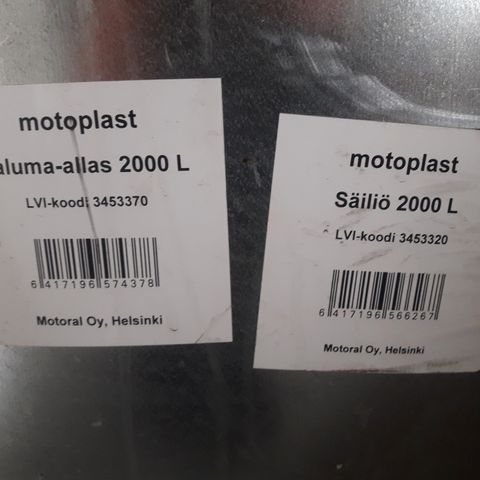 motoplast
aluma-allas 2000 L
LVI-koodi 3453370
6 417196 574378
Motoral Oy, Helsinki
motoplast
Säiliö 2000 L
LVI-koodi 3453320
6 417196 566267
Motoral Oy, Helsinki